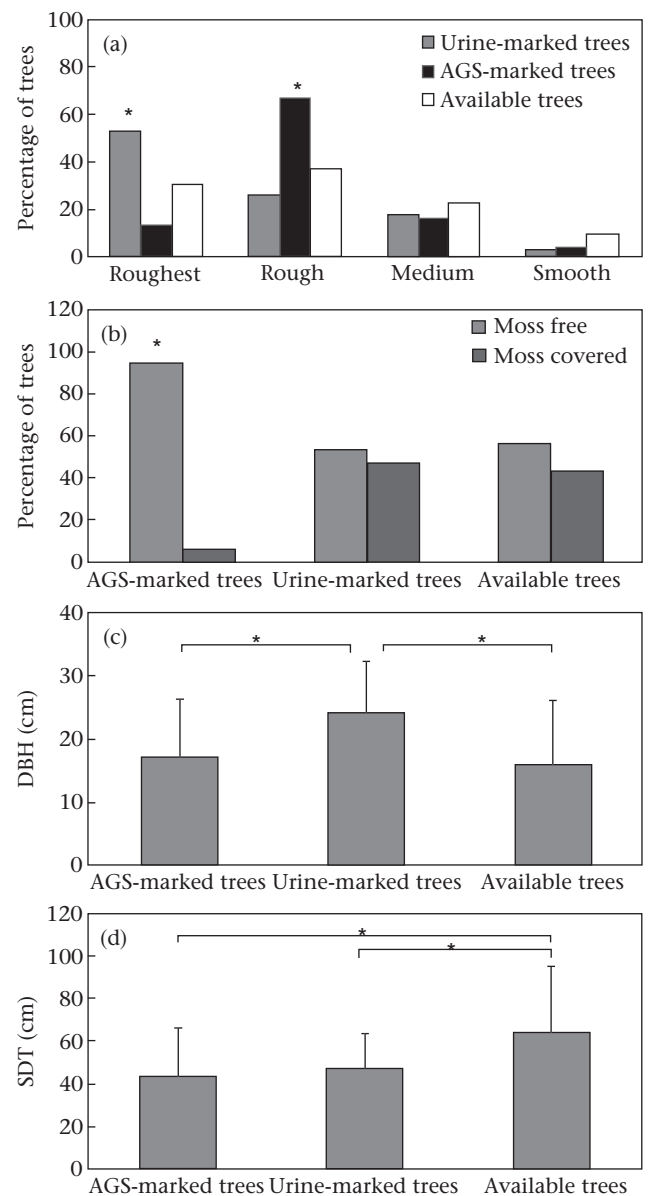 100
(a)
Urine-marked trees
AGS-marked trees
Available trees
80
60
40
20
0
Percentage of trees
*
*
Roughest Rough Medium Smooth
120
(b)
Moss free
Moss covered
100
80
60
40
20
0
Percentage of trees
*
AGS-marked trees Urine-marked trees Available trees
40
(c)
30
20
10
0
DBH (cm)
* *
AGS-marked trees Urine-marked trees Available trees
120
(d)
100
80
60
40
20
0
SDT (cm)
*
*
AGS-marked trees Urine-marked trees Available trees